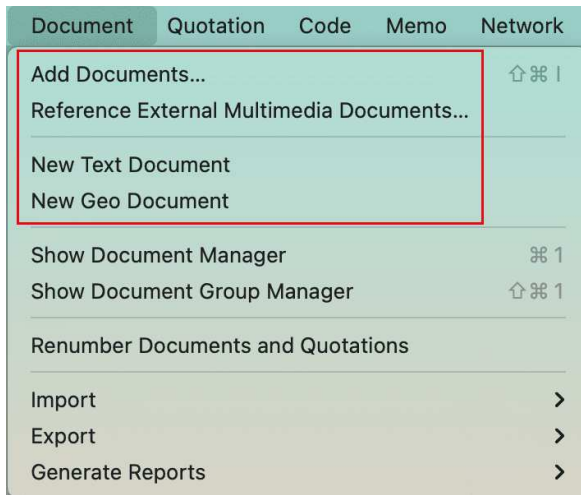 Document Quotation Code Memo Network
Add Documents... ⇧⌘ I
Reference External Multimedia Documents...
New Text Document
New Geo Document
Show Document Manager ⌘ 1
Show Document Group Manager ⇧⌘ 1
Renumber Documents and Quotations
Import
Export
Generate Reports